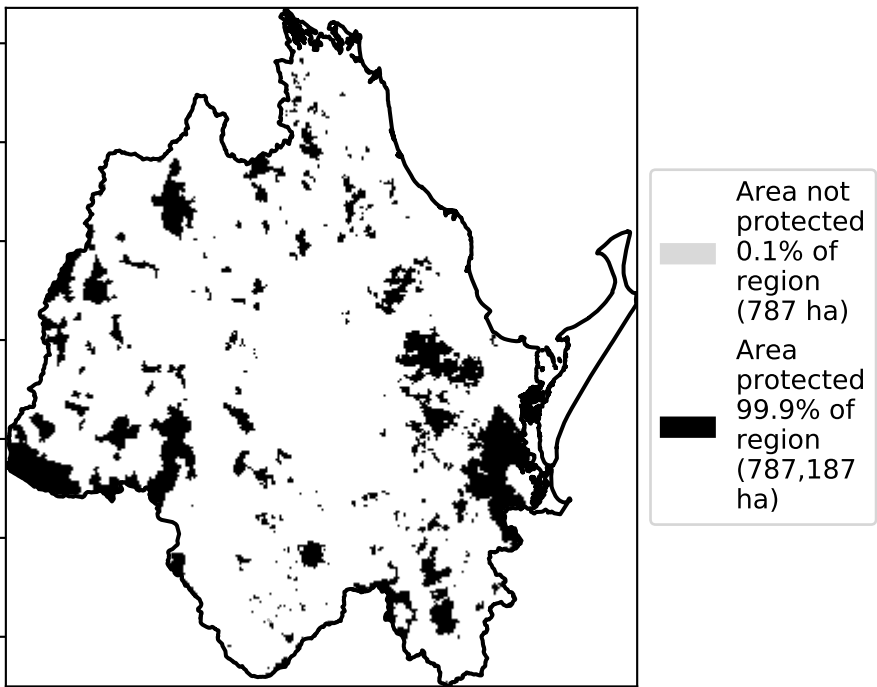 Area not
protected
0.1% of
region
(787 ha)
Area
protected
99.9% of
region
(787,187
ha)